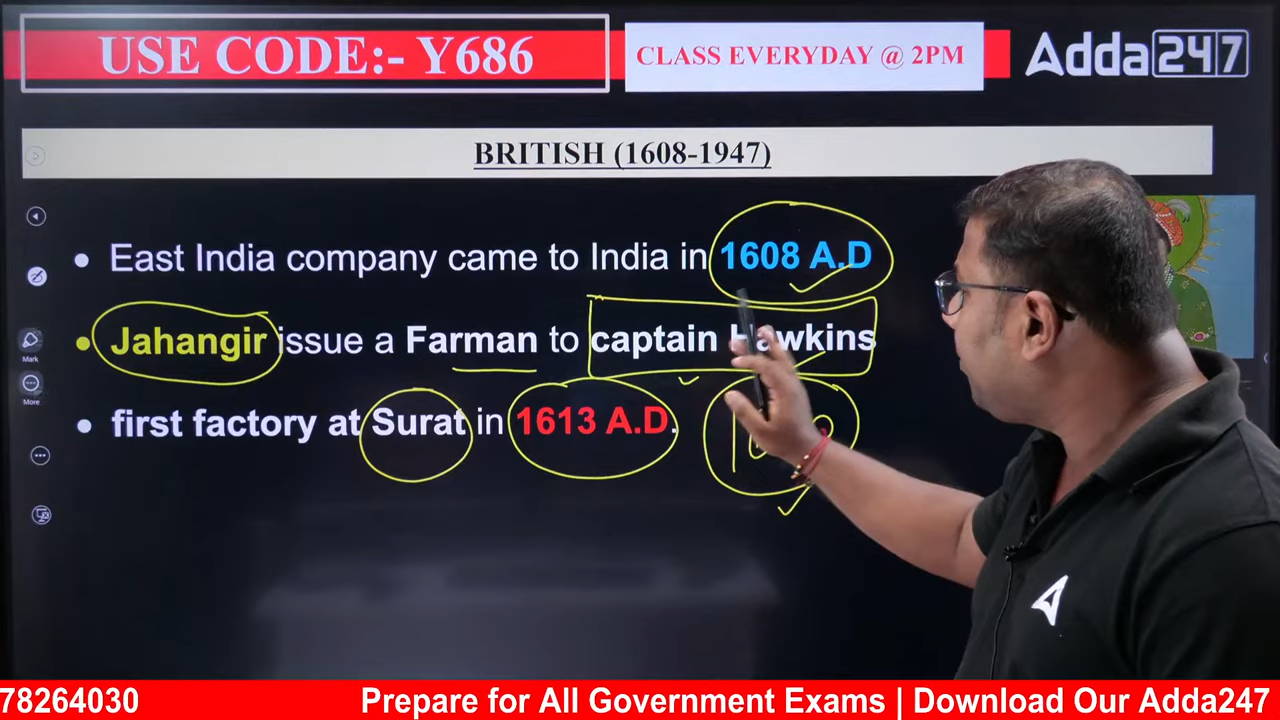 USE CODE:- Y686
CLASS EVERYDAY @ 2PM
Adda247
BRITISH (1608-1947)
• East India company came to India in 1608 A.D
• Jahangir issue a Farman to captain Hawkins
• first factory at Surat in 1613 A.D.
Mark
More
78264030
Prepare for All Government Exams | Download Our Adda247